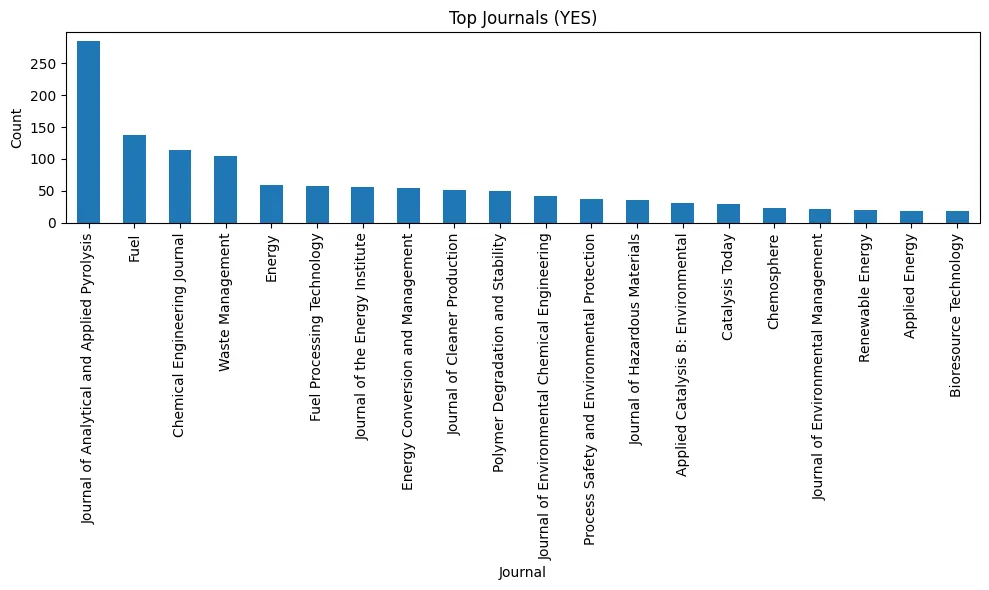 Top Journals (YES)
Count
250
200
150
100
50
0
Journal of Analytical and Applied Pyrolysis
Fuel
Chemical Engineering Journal
Waste Management
Energy
Fuel Processing Technology
Journal of the Energy Institute
Energy Conversion and Management
Journal of Cleaner Production
Polymer Degradation and Stability
Journal of Environmental Chemical Engineering
Process Safety and Environmental Protection
Journal of Hazardous Materials
Applied Catalysis B: Environmental
Catalysis Today
Chemosphere
Journal of Environmental Management
Renewable Energy
Applied Energy
Bioresource Technology
Journal